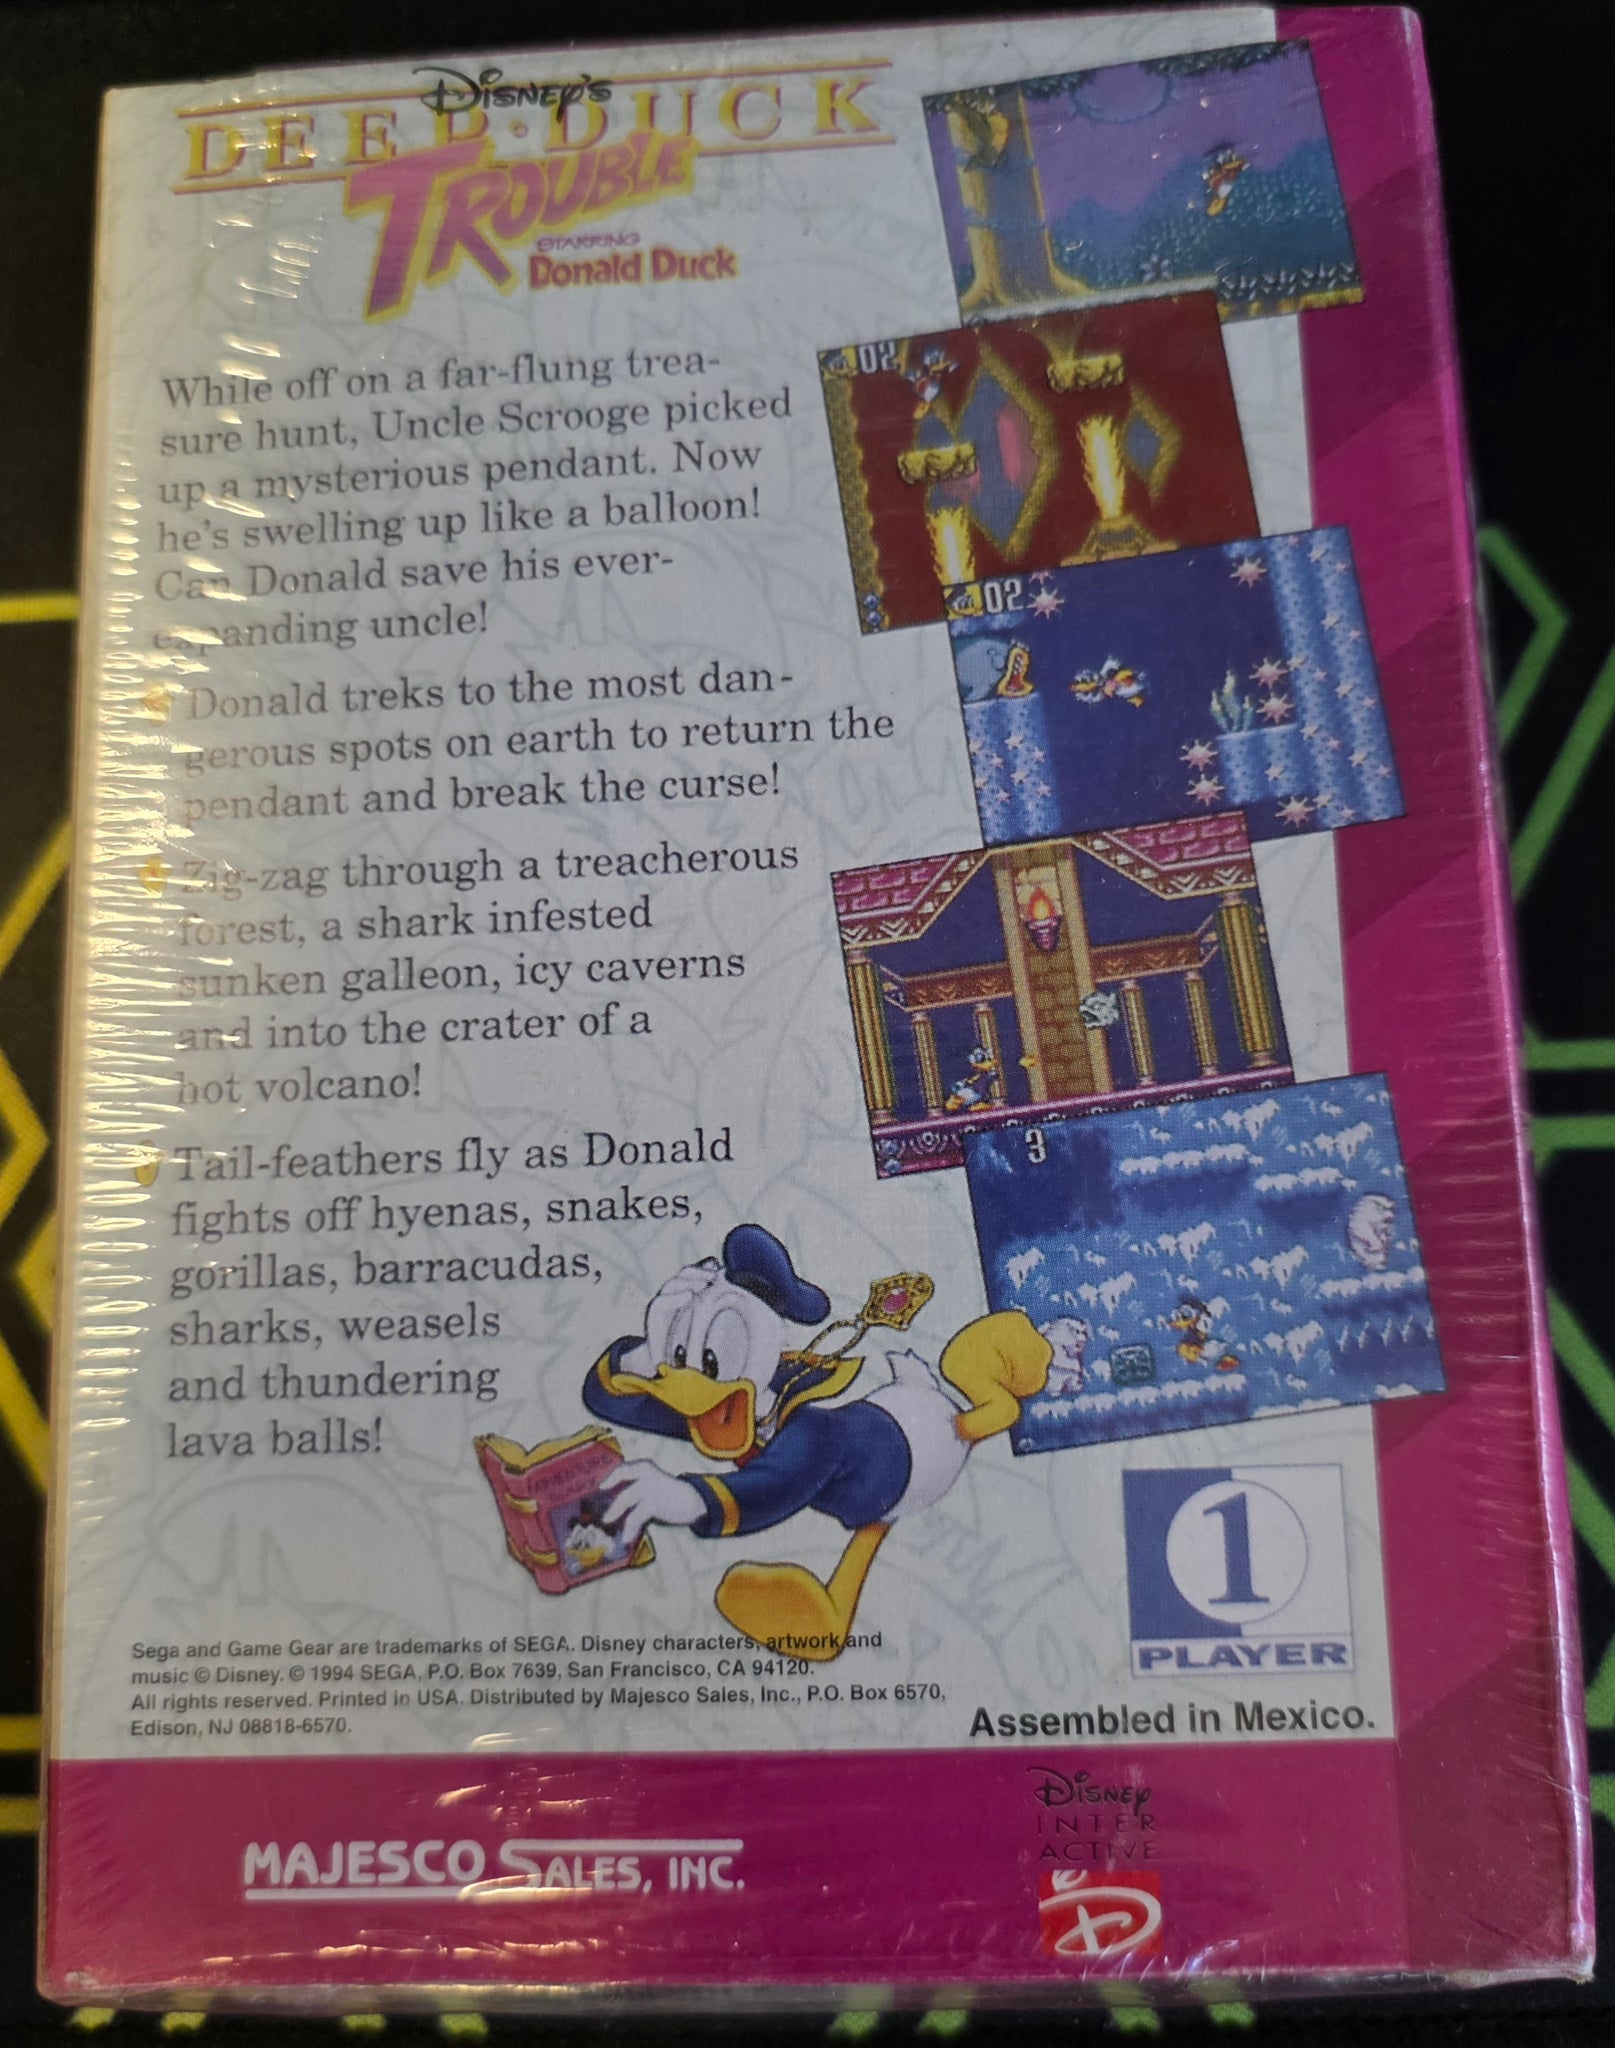 Disney's
DEEP•DUCK
TROUBLE
STARRING
Donald Duck
While off on a far-flung trea-
sure hunt, Uncle Scrooge picked
up a mysterious pendant. Now
he's swelling up like a balloon!
Can Donald save his ever-
expanding uncle!
Donald treks to the most dan-
gerous spots on earth to return the
pendant and break the curse!
Zig-zag through a treacherous
forest, a shark infested
sunken galleon, icy caverns
and into the crater of a
hot volcano!
Tail-feathers fly as Donald
fights off hyenas, snakes,
gorillas, barracudas,
sharks, weasels
and thundering
lava balls!
02
02
3
1
PLAYER
Sega and Game Gear are trademarks of SEGA. Disney characters, artwork and
music © Disney. © 1994 SEGA, P.O. Box 7639, San Francisco, CA 94120.
All rights reserved. Printed in USA. Distributed by Majesco Sales, Inc., P.O. Box 6570,
Edison, NJ 08818-6570.
Assembled in Mexico.
MAJESCO SALES, INC.
Disney
INTER
ACTIVE
D